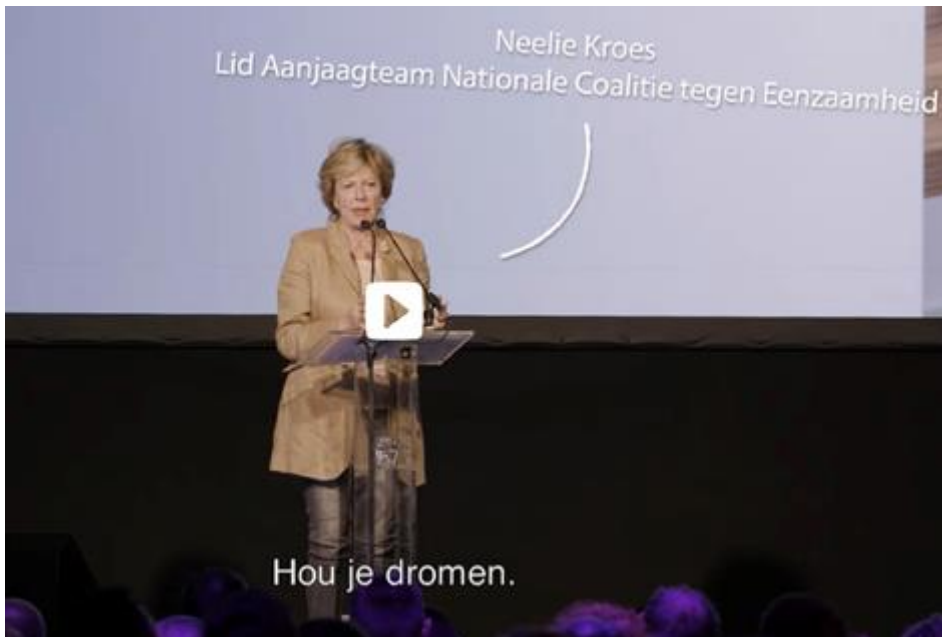 Neelie Kroes
Lid Aanjaagteam Nationale Coalitie tegen Eenzaamheid
Hou je dromen.